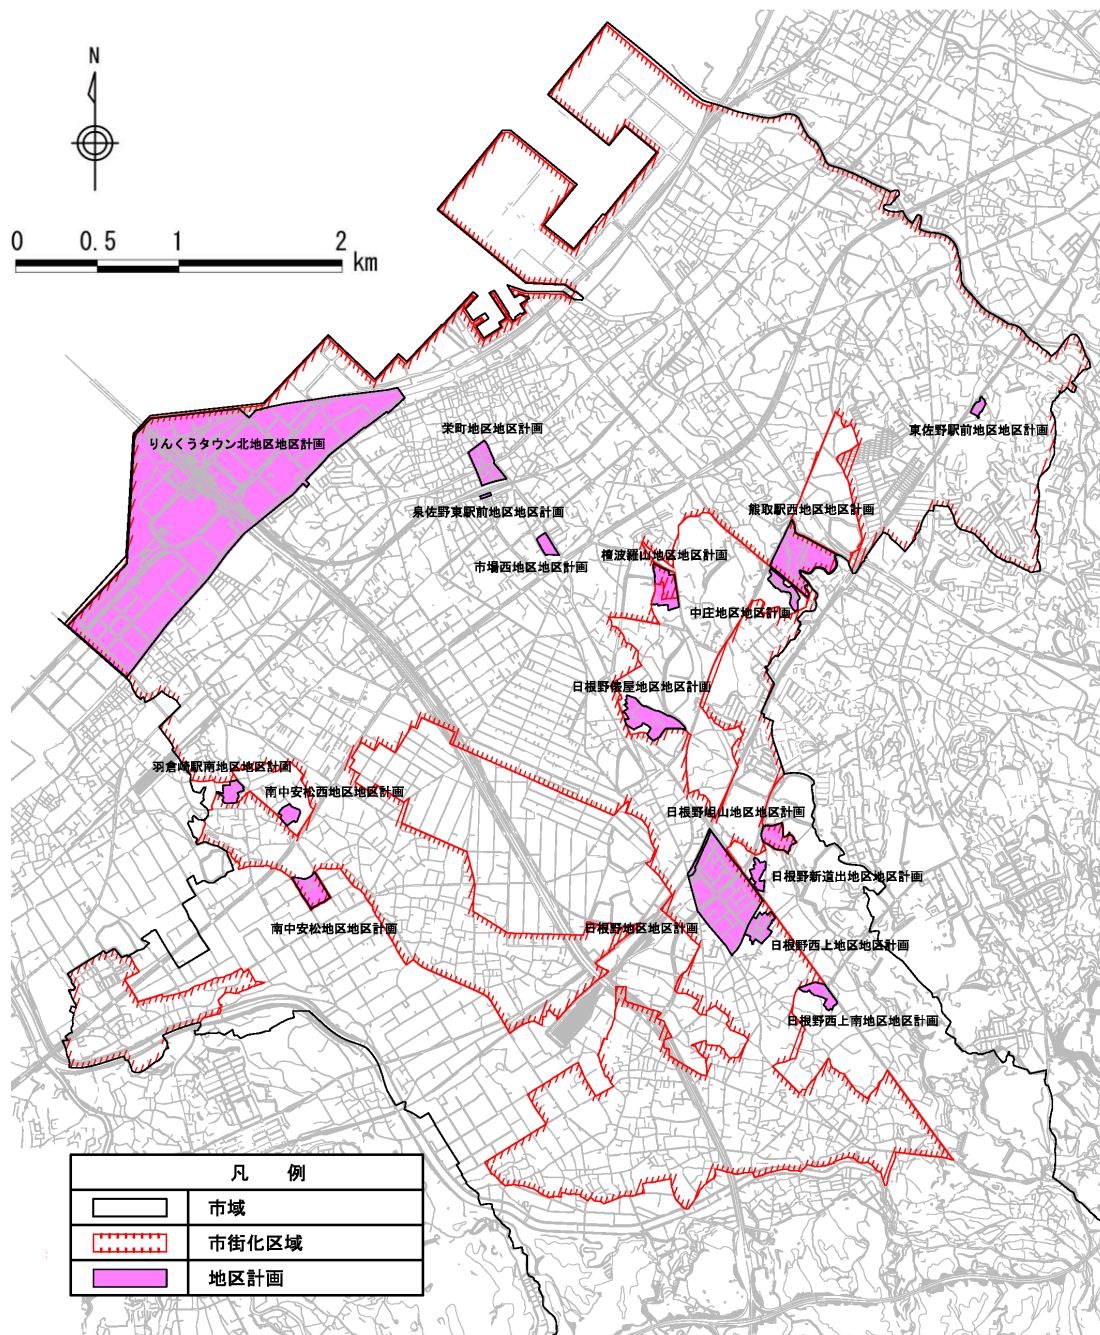 N
0 0.5 1 2 km
りんくうタウン北地区地区計画
栄町地区地区計画
東佐野駅前地区地区計画
泉佐野東駅前地区地区計画
熊取駅西地区地区計画
市場西地区地区計画
檀波羅山地区地区計画
中庄地区地区計画
日根野俵屋地区地区計画
羽倉崎駅南地区地区計画
南中安松西地区地区計画
日根野岨山地区地区計画
日根野新道出地区地区計画
南中安松地区地区計画
日根野地区地区計画
日根野西上地区地区計画
日根野西上南地区地区計画
凡 例
市域
市街化区域
地区計画